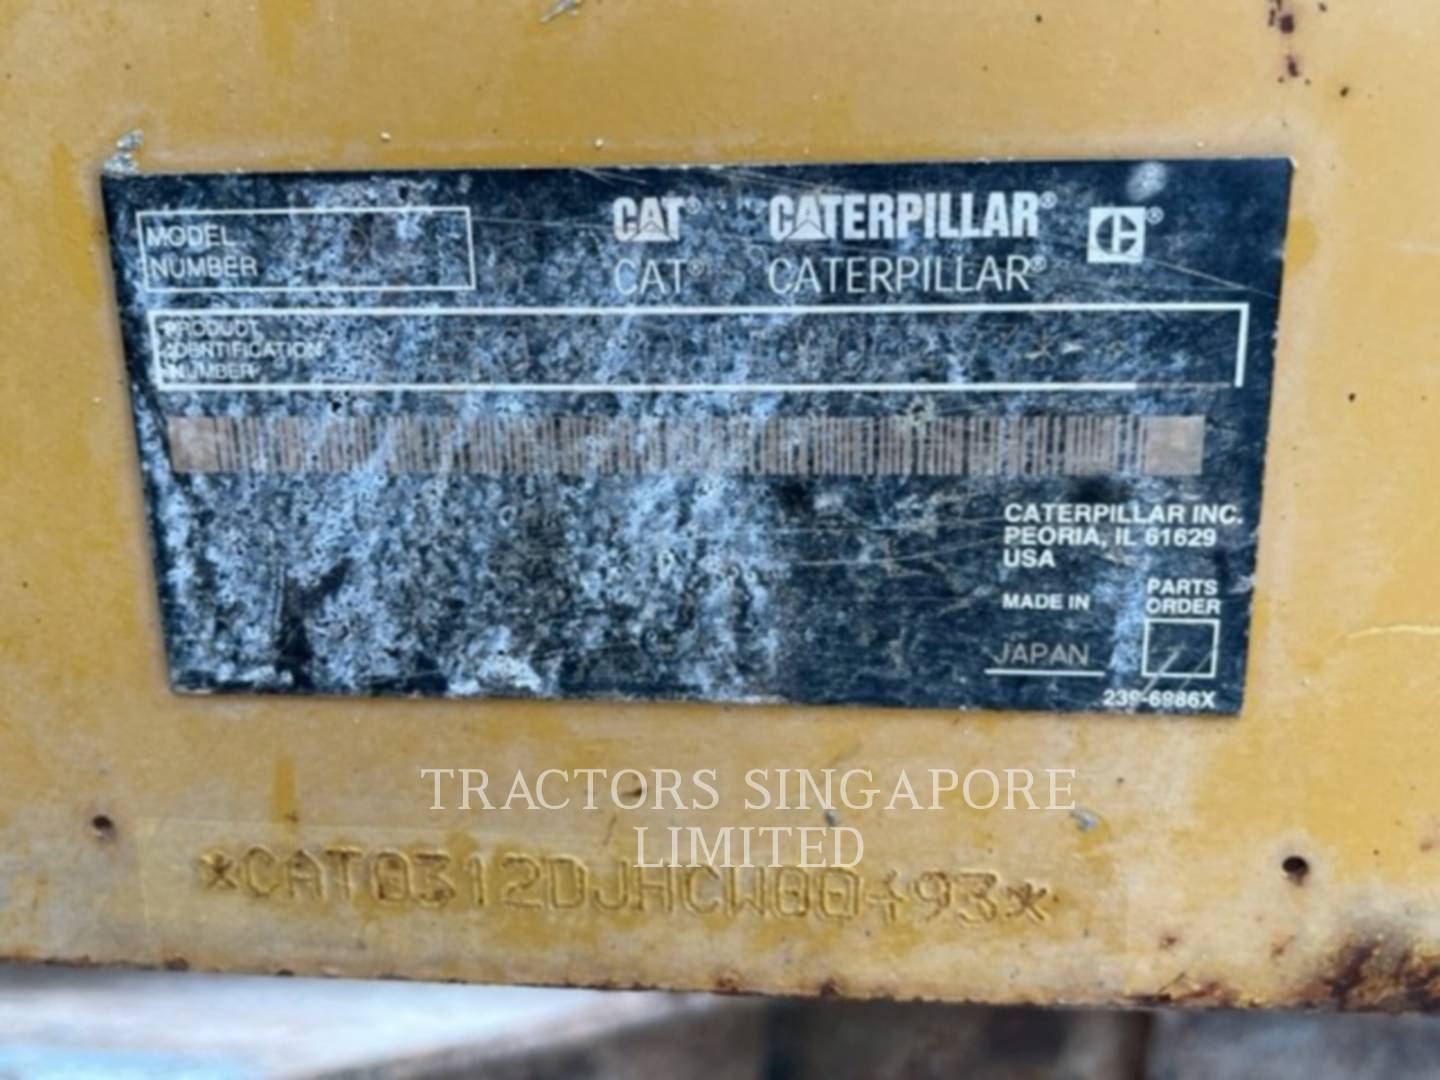 MODEL
NUMBER
CAT® CATERPILLAR®
CAT® CATERPILLAR®
PRODUCT
IDENTIFICATION
NUMBER
CATERPILLAR INC.
PEORIA, IL 61629
USA
MADE IN
JAPAN
PARTS
ORDER
239-6986X
TRACTORS SINGAPORE
LIMITED
*CAT0312DJHCW00493*